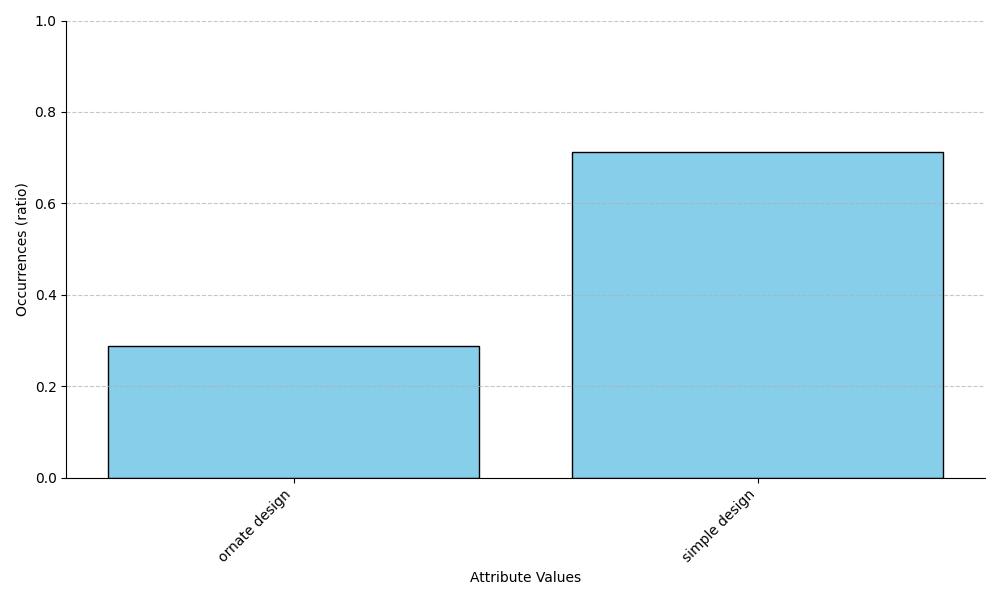 1.0
0.8
0.6
0.4
0.2
0.0
Occurrences (ratio)
ornate design
simple design
Attribute Values